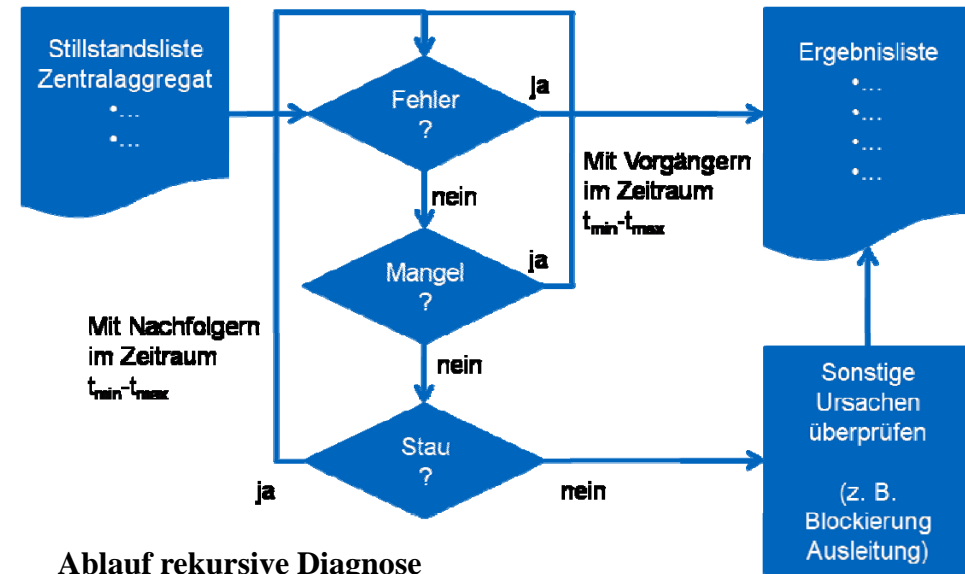 Stillstandsliste
Zentralaggregat
•...
•...
Fehler
?
ja
Ergebnisliste
•...
•...
•...
•...
Mit Vorgängern
im Zeitraum
tmin-tmax
nein
Mangel
?
ja
Mit Nachfolgern
im Zeitraum
tmin-tmax
nein
Stau
?
ja
nein
Sonstige
Ursachen
überprüfen
(z. B.
Blockierung
Ausleitung)
Ablauf rekursive Diagnose